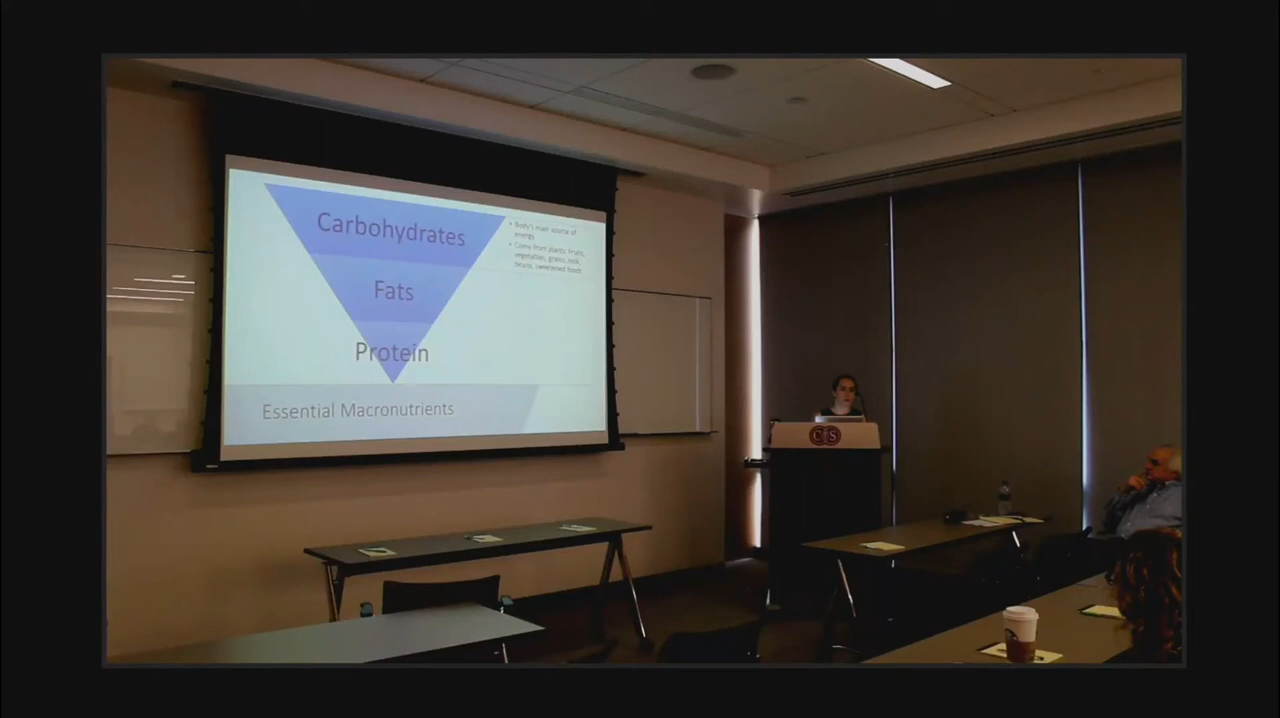 Carbohydrates
• Body's main source of
energy
• Come from plants: fruits,
vegetables, grains, milk,
beans, sweetened foods
Fats
Protein
Essential Macronutrients
C S